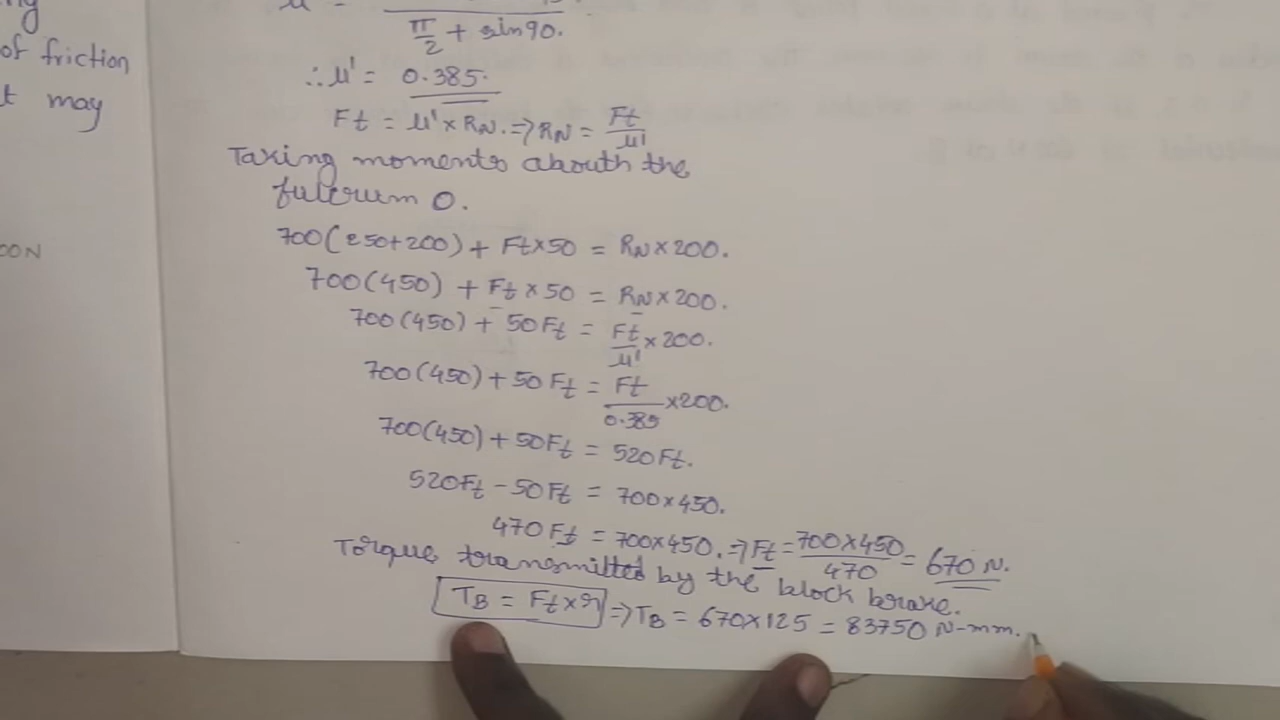 of friction
t may
OON
π/2 + sin90.
∴ μ' = 0.385.
Ft = μ' × RN. ⇒ RN = Ft/μ'
Taking moments abouth the
fulcrum O.
700(250+200) + Ft×50 = RN×200.
700(450) + Ft × 50 = RN×200.
700(450) + 50Ft = Ft/μ' ×200.
700(450) + 50Ft = Ft/0.385 ×200.
700(450) + 50Ft = 520Ft.
520Ft - 50Ft = 700×450.
470Ft = 700×450. ⇒ Ft = 700×450/470 = 670 N.
Torque transmitted by the block brake.
TB = Ft×r ⇒ TB = 670×125 = 83750 N-mm.